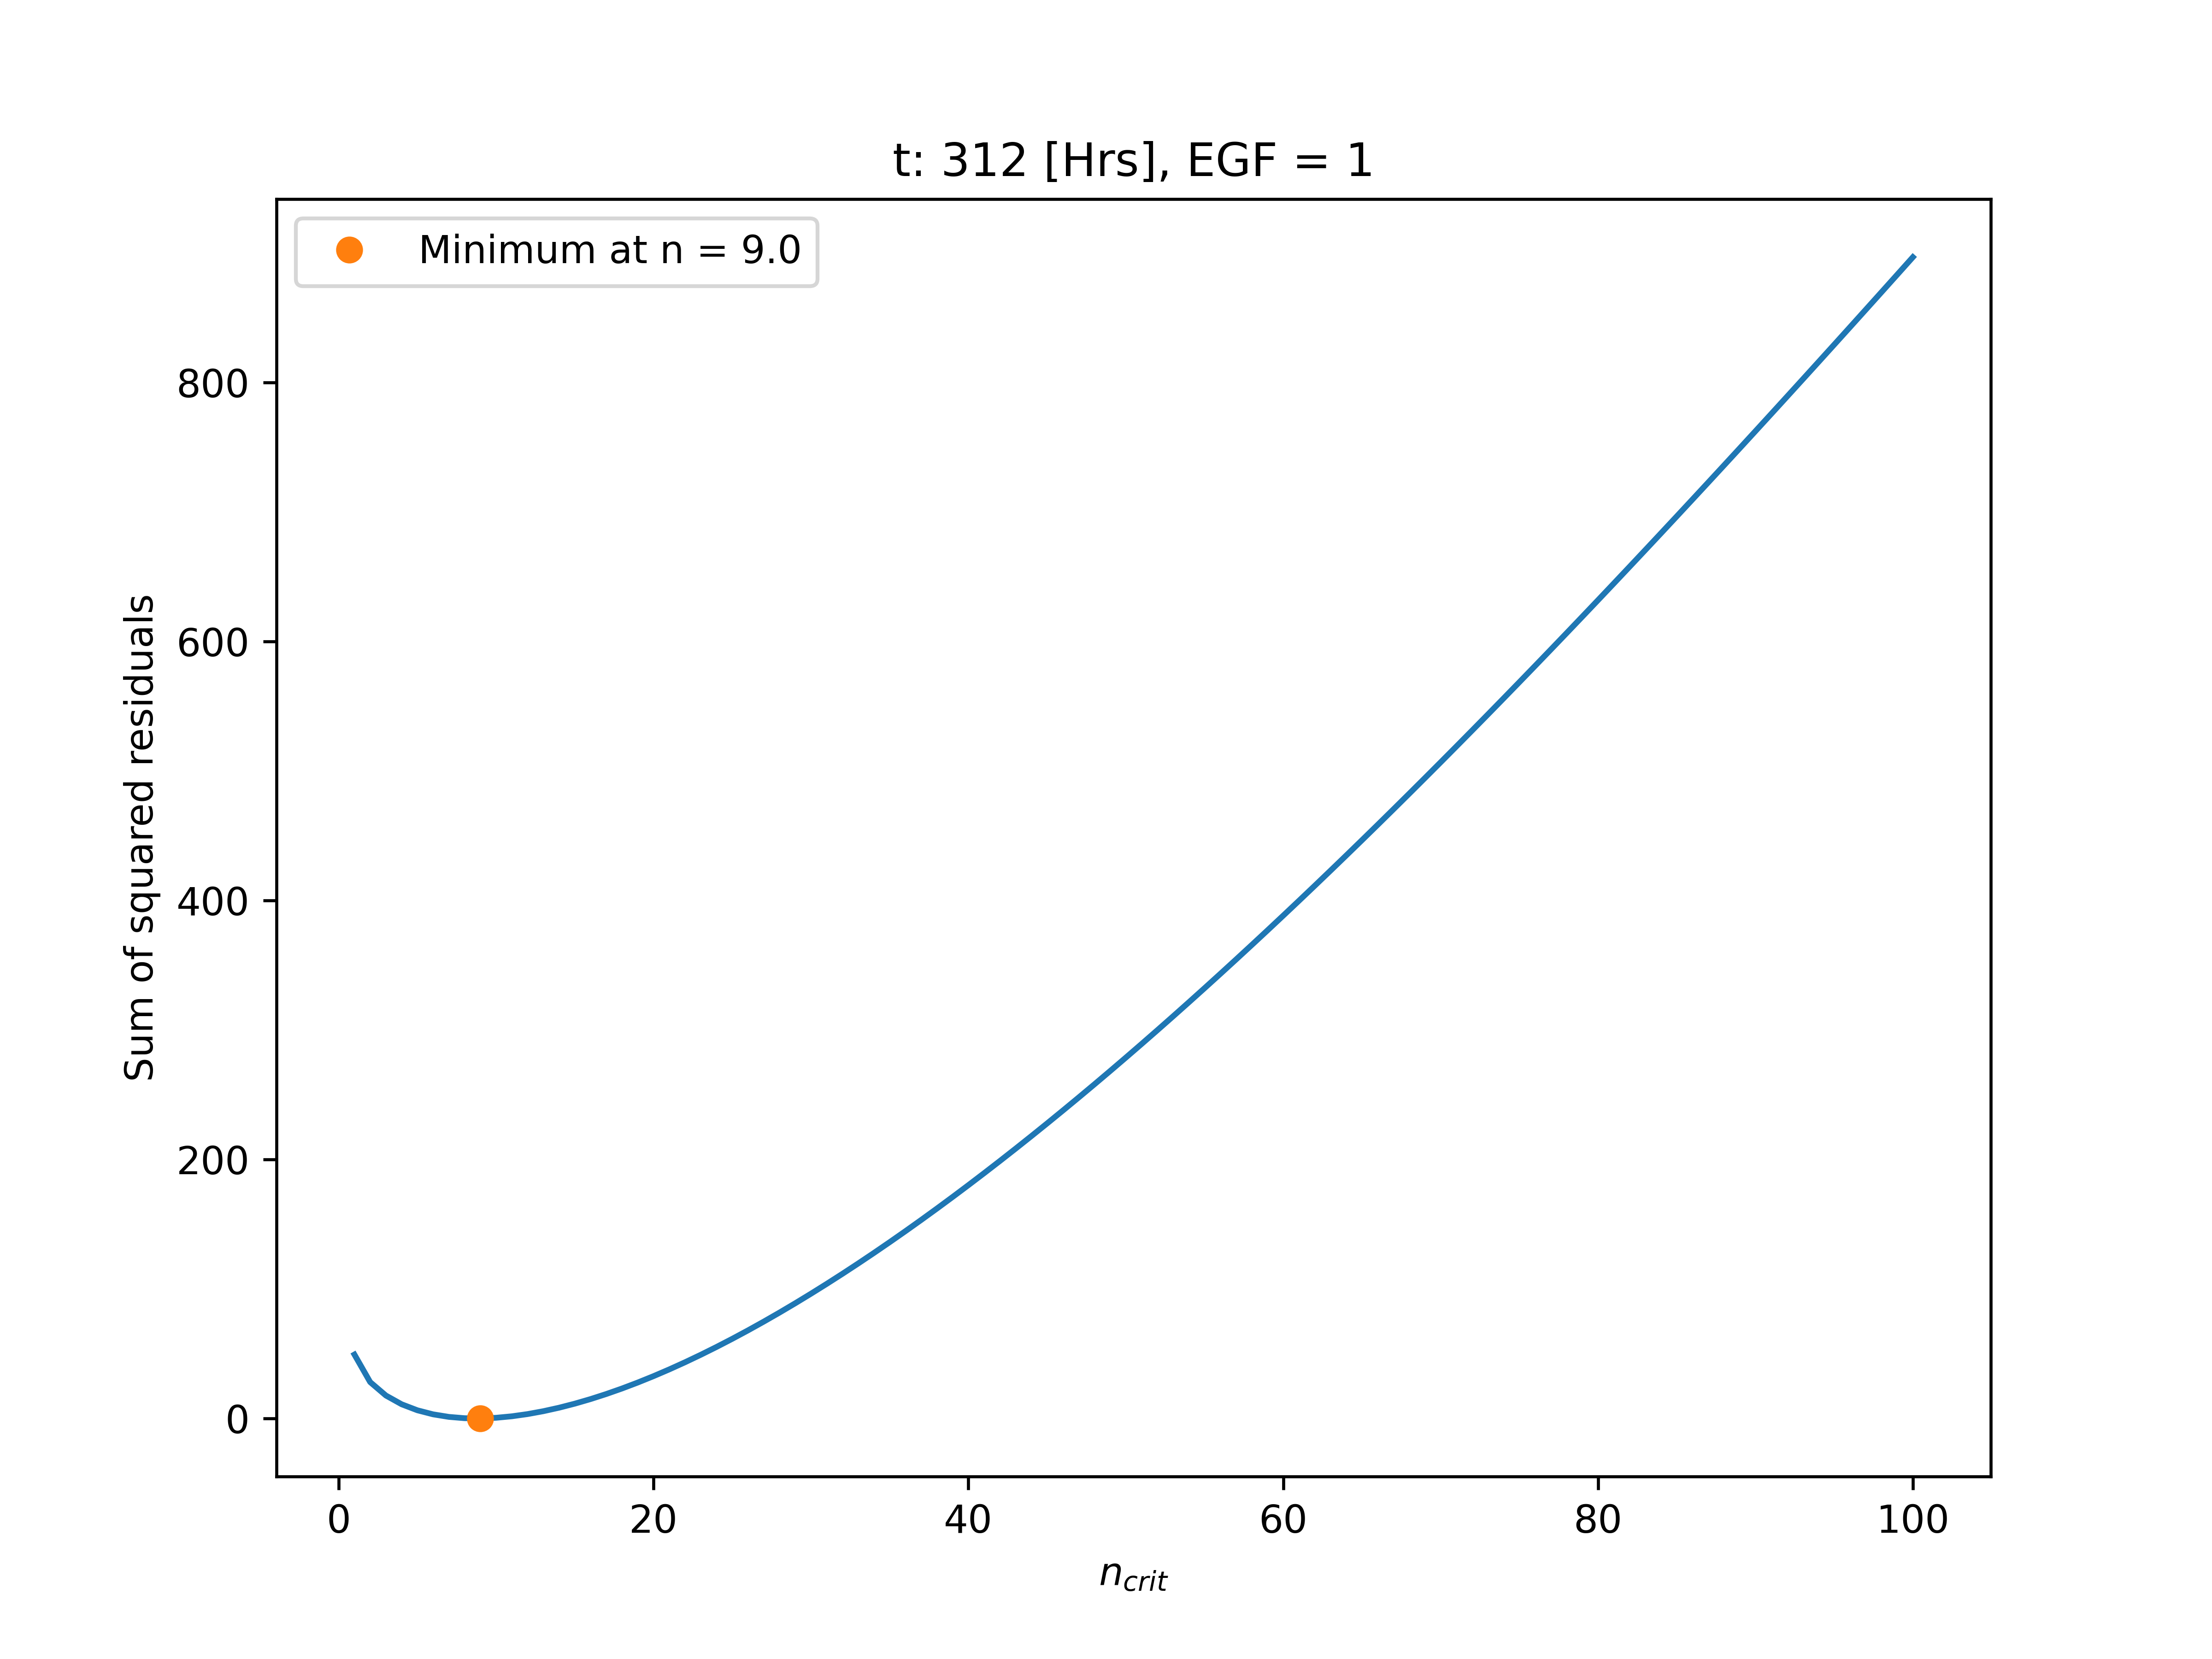 t: 312 [Hrs], EGF = 1
Minimum at n = 9.0
Sum of squared residuals
800
600
400
200
0
0 20 40 60 80 100
n_crit